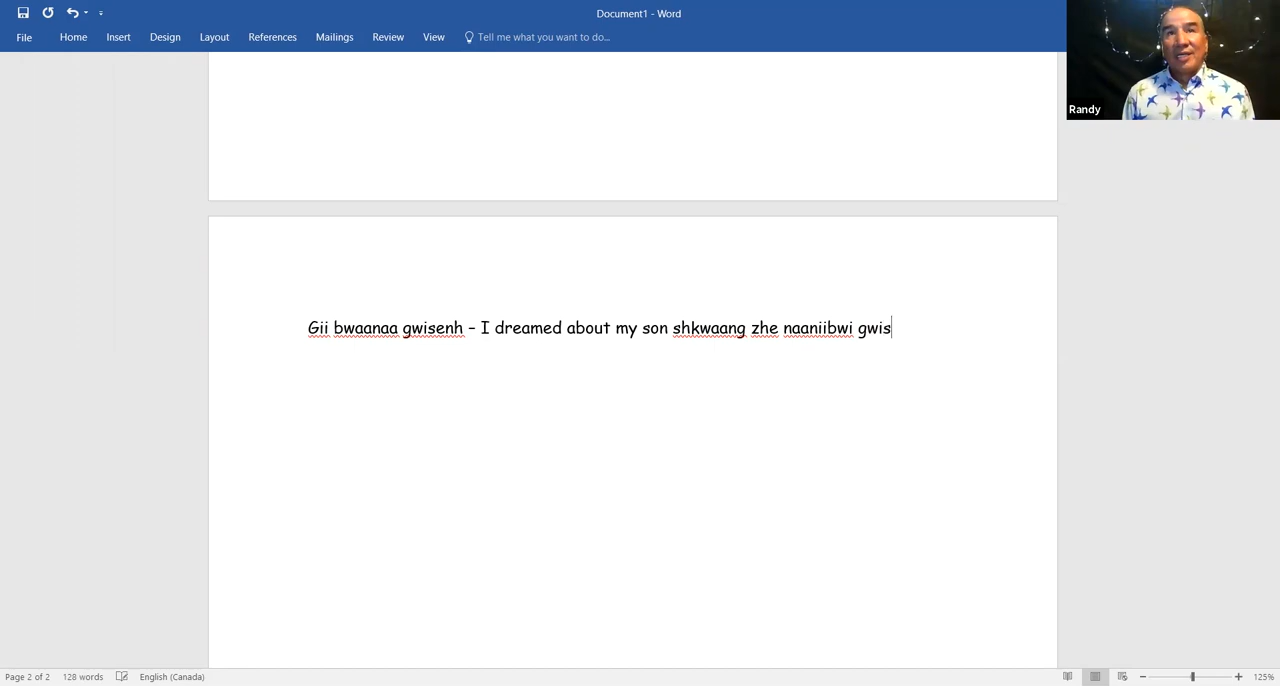 Document1 - Word
File Home Insert Design Layout References Mailings Review View Tell me what you want to do...
Randy
Gii bwaanaa gwisenh – I dreamed about my son shkwaang zhe naaniibwi gwis
Page 2 of 2 128 words English (Canada) 125%